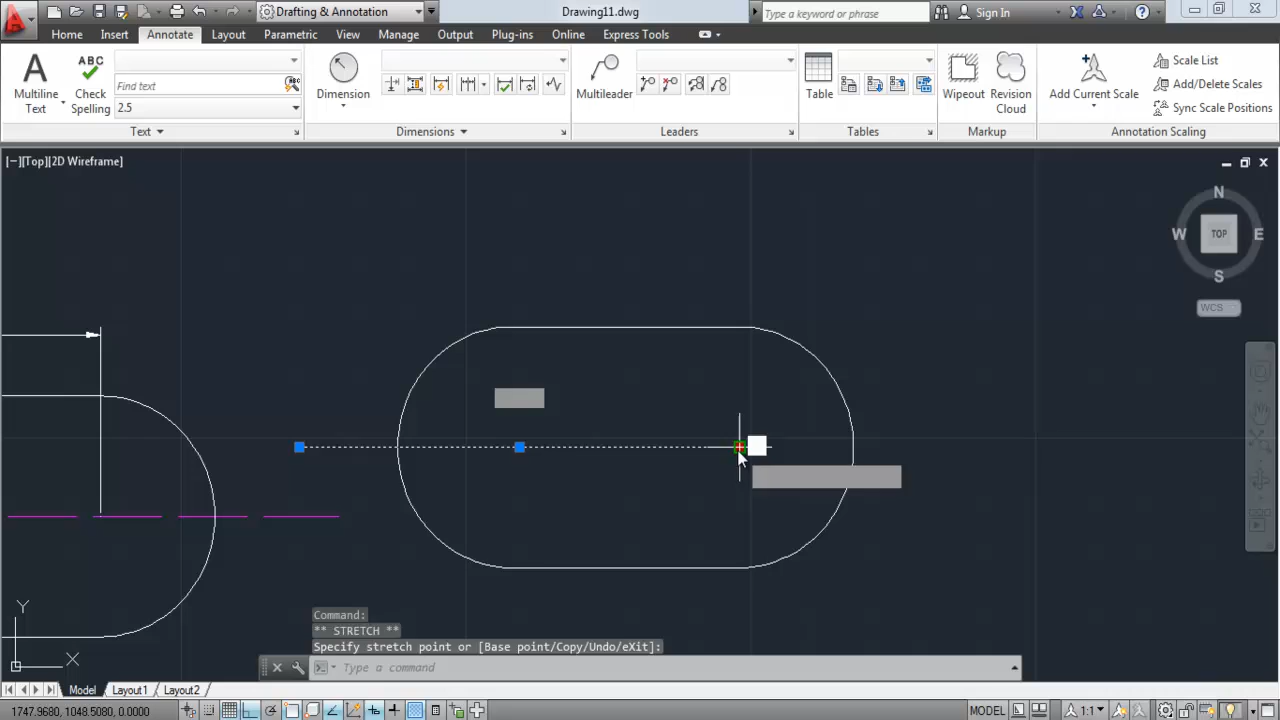 Drafting & Annotation
Drawing11.dwg
Type a keyword or phrase
Sign In
Home
Insert
Annotate
Layout
Parametric
View
Manage
Output
Plug-ins
Online
Express Tools
Multiline
Text
ABC
Check
Spelling
Find text
2.5
Dimension
Multileader
Table
Wipeout
Revision
Cloud
Add Current Scale
Scale List
Add/Delete Scales
Sync Scale Positions
Text
Dimensions
Leaders
Tables
Markup
Annotation Scaling
[−][Top][2D Wireframe]
N
W
TOP
E
S
WCS
Y
X
Command:
** STRETCH **
Specify stretch point or [Base point/Copy/Undo/eXit]:
Type a command
Model
Layout1
Layout2
1747.9680, 1048.5080, 0.0000
MODEL
1:1